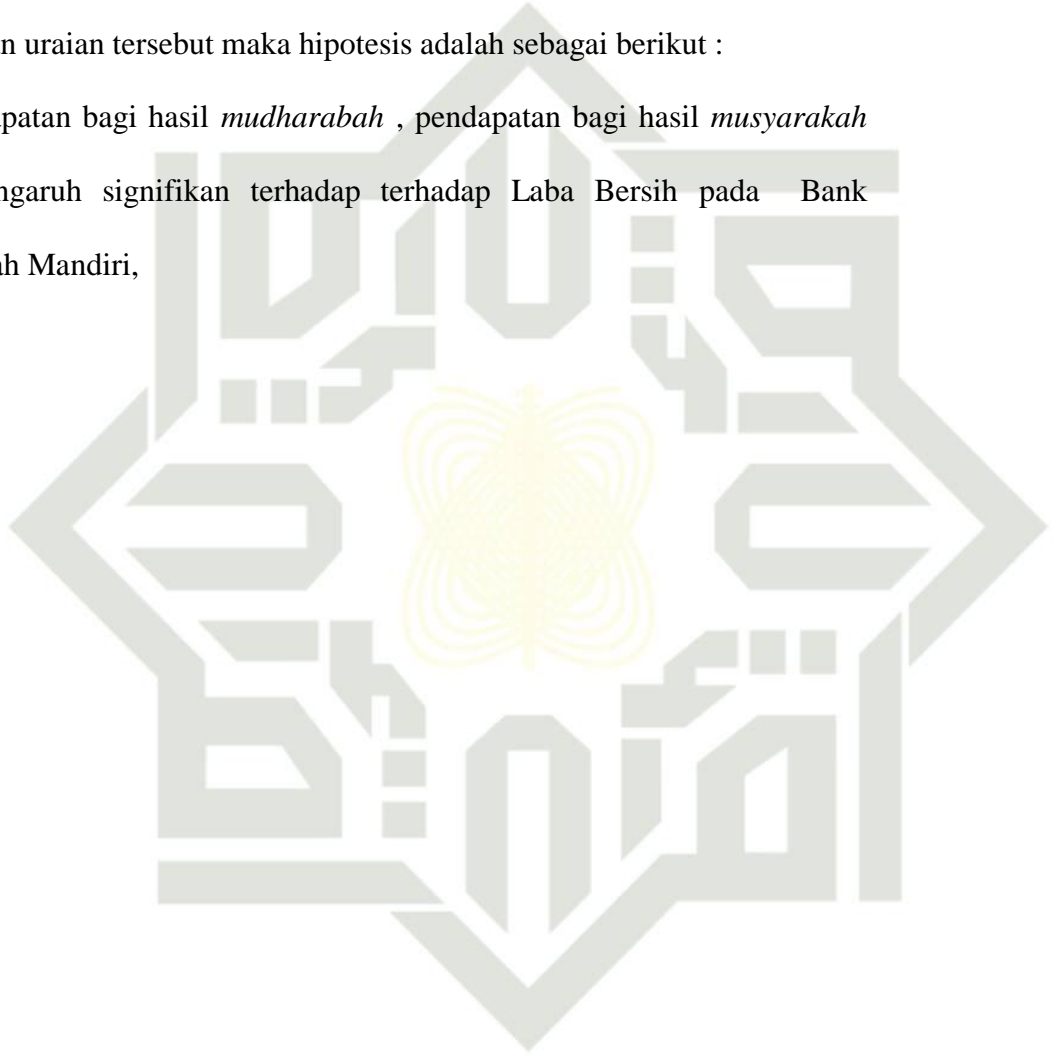 n uraian tersebut maka hipotesis adalah sebagai berikut :
patan bagi hasil mudharabah , pendapatan bagi hasil musyarakah
ngaruh signifikan terhadap terhadap Laba Bersih pada Bank
ah Mandiri,